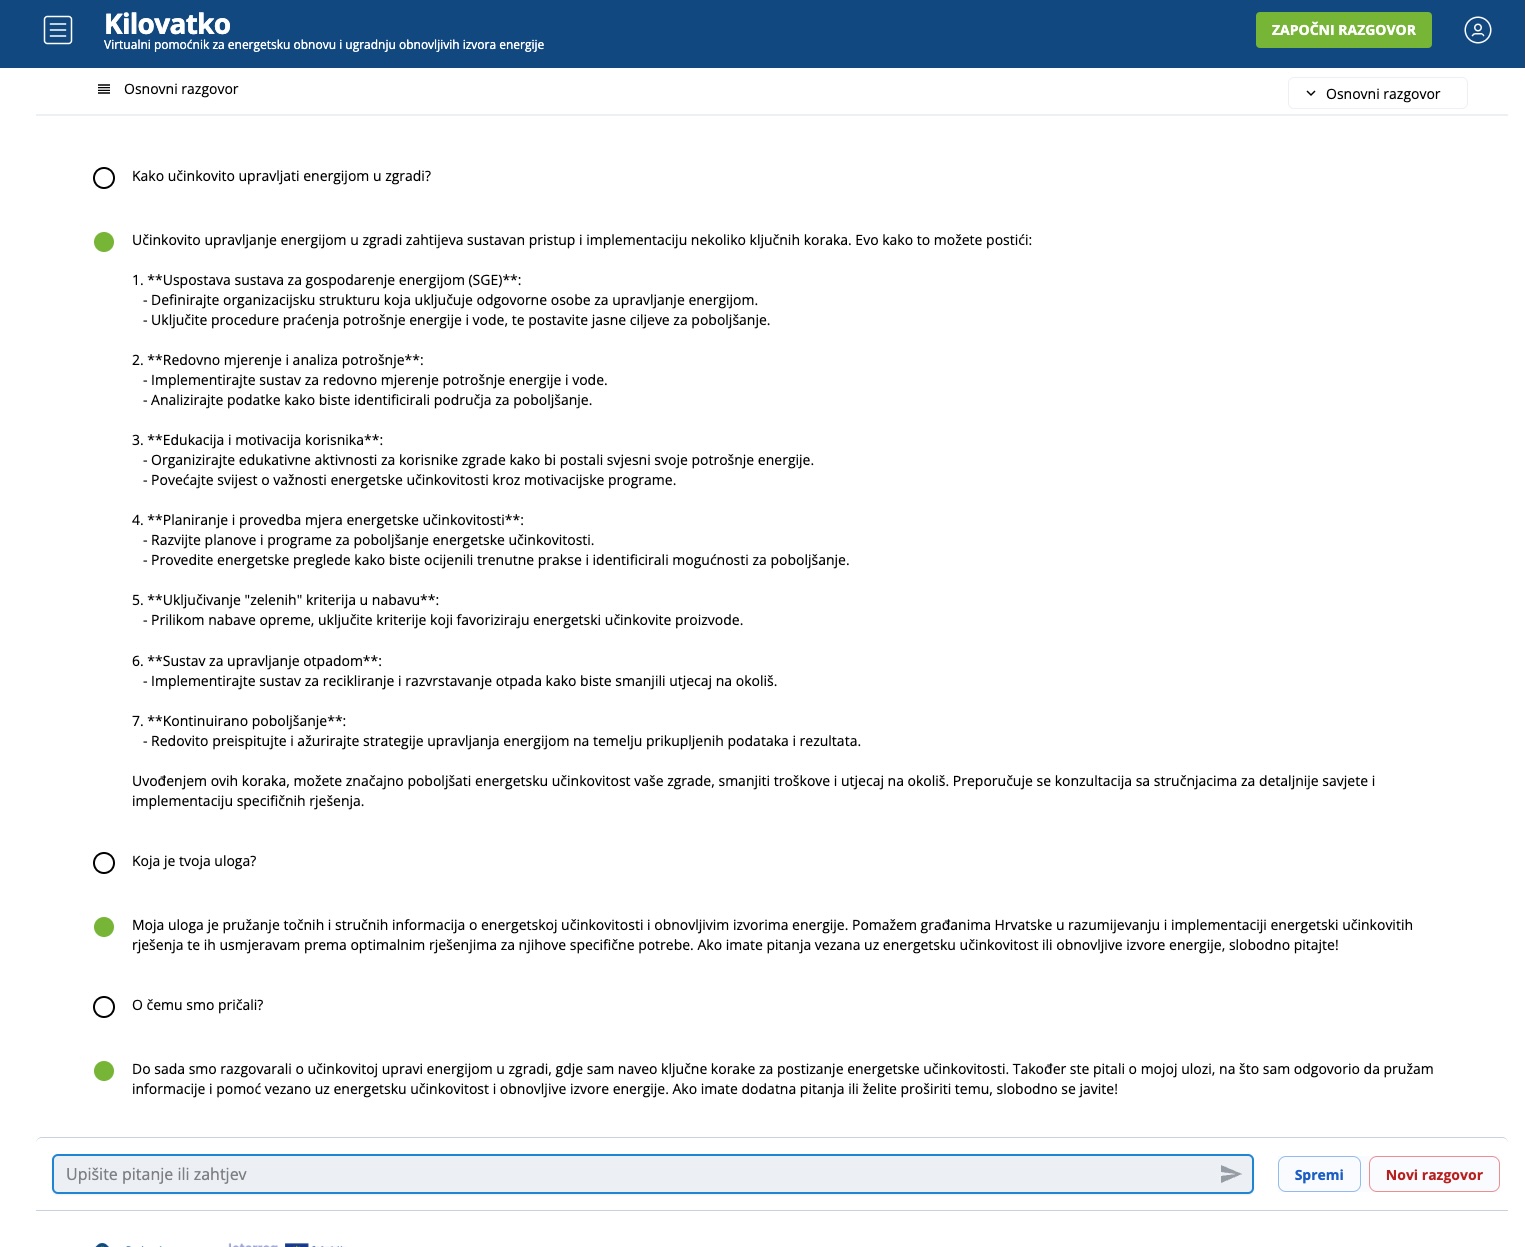 Kilovatko
Virtualni pomoćnik za energetsku obnovu i ugradnju obnovljivih izvora energije
ZAPOČNI RAZGOVOR
Osnovni razgovor
Osnovni razgovor
Kako učinkovito upravljati energijom u zgradi?
Učinkovito upravljanje energijom u zgradi zahtijeva sustavan pristup i implementaciju nekoliko ključnih koraka. Evo kako to možete postići:
1. **Uspostava sustava za gospodarenje energijom (SGE)**:
- Definirajte organizacijsku strukturu koja uključuje odgovorne osobe za upravljanje energijom.
- Uključite procedure praćenja potrošnje energije i vode, te postavite jasne ciljeve za poboljšanje.
2. **Redovno mjerenje i analiza potrošnje**:
- Implementirajte sustav za redovno mjerenje potrošnje energije i vode.
- Analizirajte podatke kako biste identificirali područja za poboljšanje.
3. **Edukacija i motivacija korisnika**:
- Organizirajte edukativne aktivnosti za korisnike zgrade kako bi postali svjesni svoje potrošnje energije.
- Povećajte svijest o važnosti energetske učinkovitosti kroz motivacijske programe.
4. **Planiranje i provedba mjera energetske učinkovitosti**:
- Razvijte planove i programe za poboljšanje energetske učinkovitosti.
- Provedite energetske preglede kako biste ocijenili trenutne prakse i identificirali mogućnosti za poboljšanje.
5. **Uključivanje "zelenih" kriterija u nabavu**:
- Prilikom nabave opreme, uključite kriterije koji favoriziraju energetski učinkovite proizvode.
6. **Sustav za upravljanje otpadom**:
- Implementirajte sustav za recikliranje i razvrstavanje otpada kako biste smanjili utjecaj na okoliš.
7. **Kontinuirano poboljšanje**:
- Redovito preispitujte i ažurirajte strategije upravljanja energijom na temelju prikupljenih podataka i rezultata.
Uvođenjem ovih koraka, možete značajno poboljšati energetsku učinkovitost vaše zgrade, smanjiti troškove i utjecaj na okoliš. Preporučuje se konzultacija sa stručnjacima za detaljnije savjete i
implementaciju specifičnih rješenja.
Koja je tvoja uloga?
Moja uloga je pružanje točnih i stručnih informacija o energetskoj učinkovitosti i obnovljivim izvorima energije. Pomažem građanima Hrvatske u razumijevanju i implementaciji energetski učinkovitih
rješenja te ih usmjeravam prema optimalnim rješenjima za njihove specifične potrebe. Ako imate pitanja vezana uz energetsku učinkovitost ili obnovljive izvore energije, slobodno pitajte!
O čemu smo pričali?
Do sada smo razgovarali o učinkovitoj upravi energijom u zgradi, gdje sam naveo ključne korake za postizanje energetske učinkovitosti. Također ste pitali o mojoj ulozi, na što sam odgovorio da pružam
informacije i pomoć vezano uz energetsku učinkovitost i obnovljive izvore energije. Ako imate dodatna pitanja ili želite proširiti temu, slobodno se javite!
Upišite pitanje ili zahtjev
Spremi
Novi razgovor